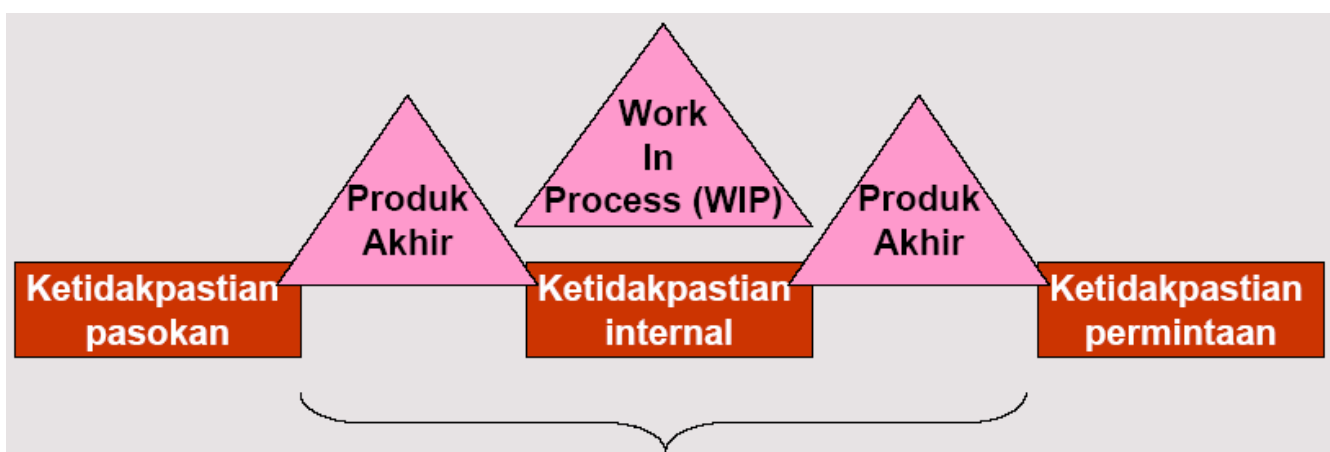 Work
In
Process (WIP)
Produk
Akhir
Produk
Akhir
Ketidakpastian
pasokan
Ketidakpastian
internal
Ketidakpastian
permintaan